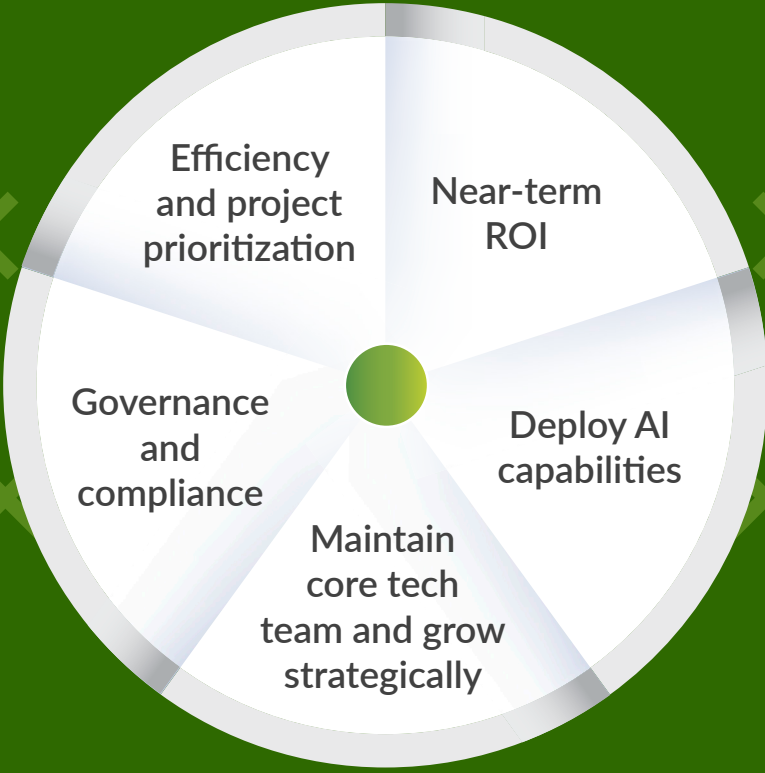 Efficiency
and project
prioritization
Near-term
ROI
Deploy AI
capabilities
Maintain
core tech
team and grow
strategically
Governance
and
compliance